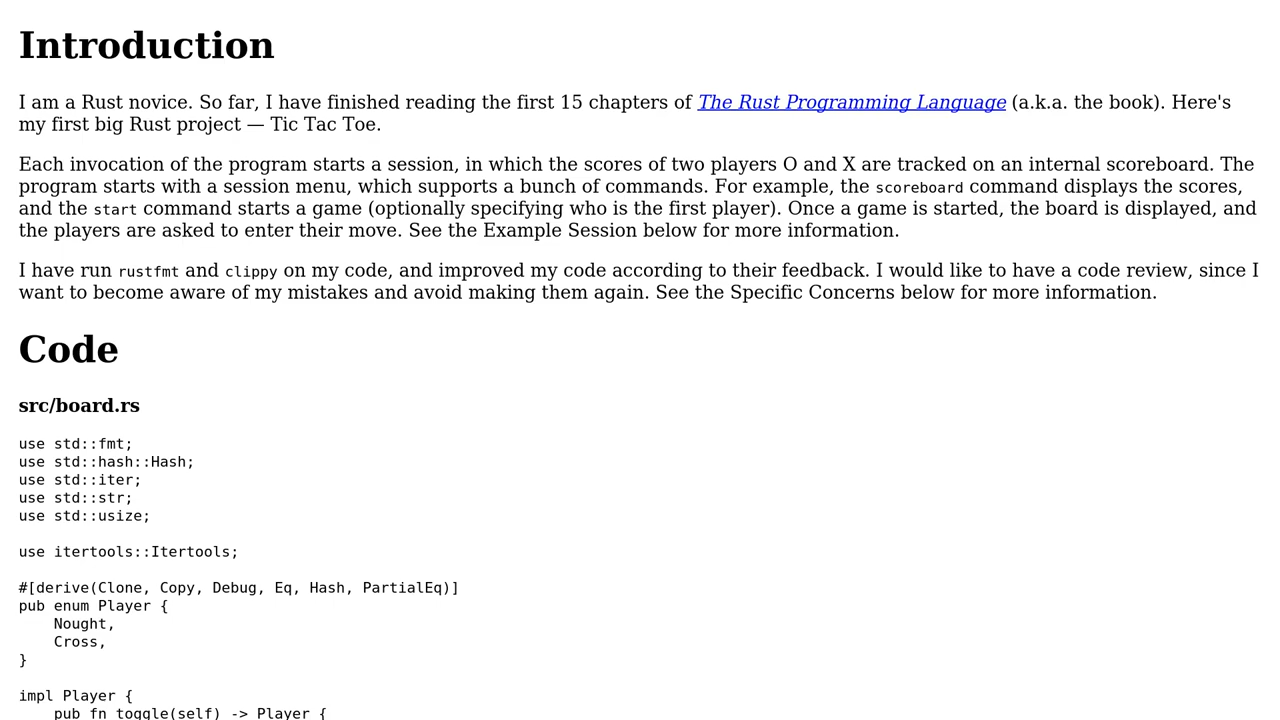 Introduction
I am a Rust novice. So far, I have finished reading the first 15 chapters of The Rust Programming Language (a.k.a. the book). Here's
my first big Rust project — Tic Tac Toe.
Each invocation of the program starts a session, in which the scores of two players O and X are tracked on an internal scoreboard. The
program starts with a session menu, which supports a bunch of commands. For example, the scoreboard command displays the scores,
and the start command starts a game (optionally specifying who is the first player). Once a game is started, the board is displayed, and
the players are asked to enter their move. See the Example Session below for more information.
I have run rustfmt and clippy on my code, and improved my code according to their feedback. I would like to have a code review, since I
want to become aware of my mistakes and avoid making them again. See the Specific Concerns below for more information.
Code
src/board.rs
use std::fmt;
use std::hash::Hash;
use std::iter;
use std::str;
use std::usize;
use itertools::Itertools;
#[derive(Clone, Copy, Debug, Eq, Hash, PartialEq)]
pub enum Player {
    Nought,
    Cross,
}
impl Player {
    pub fn toggle(self) -> Player {